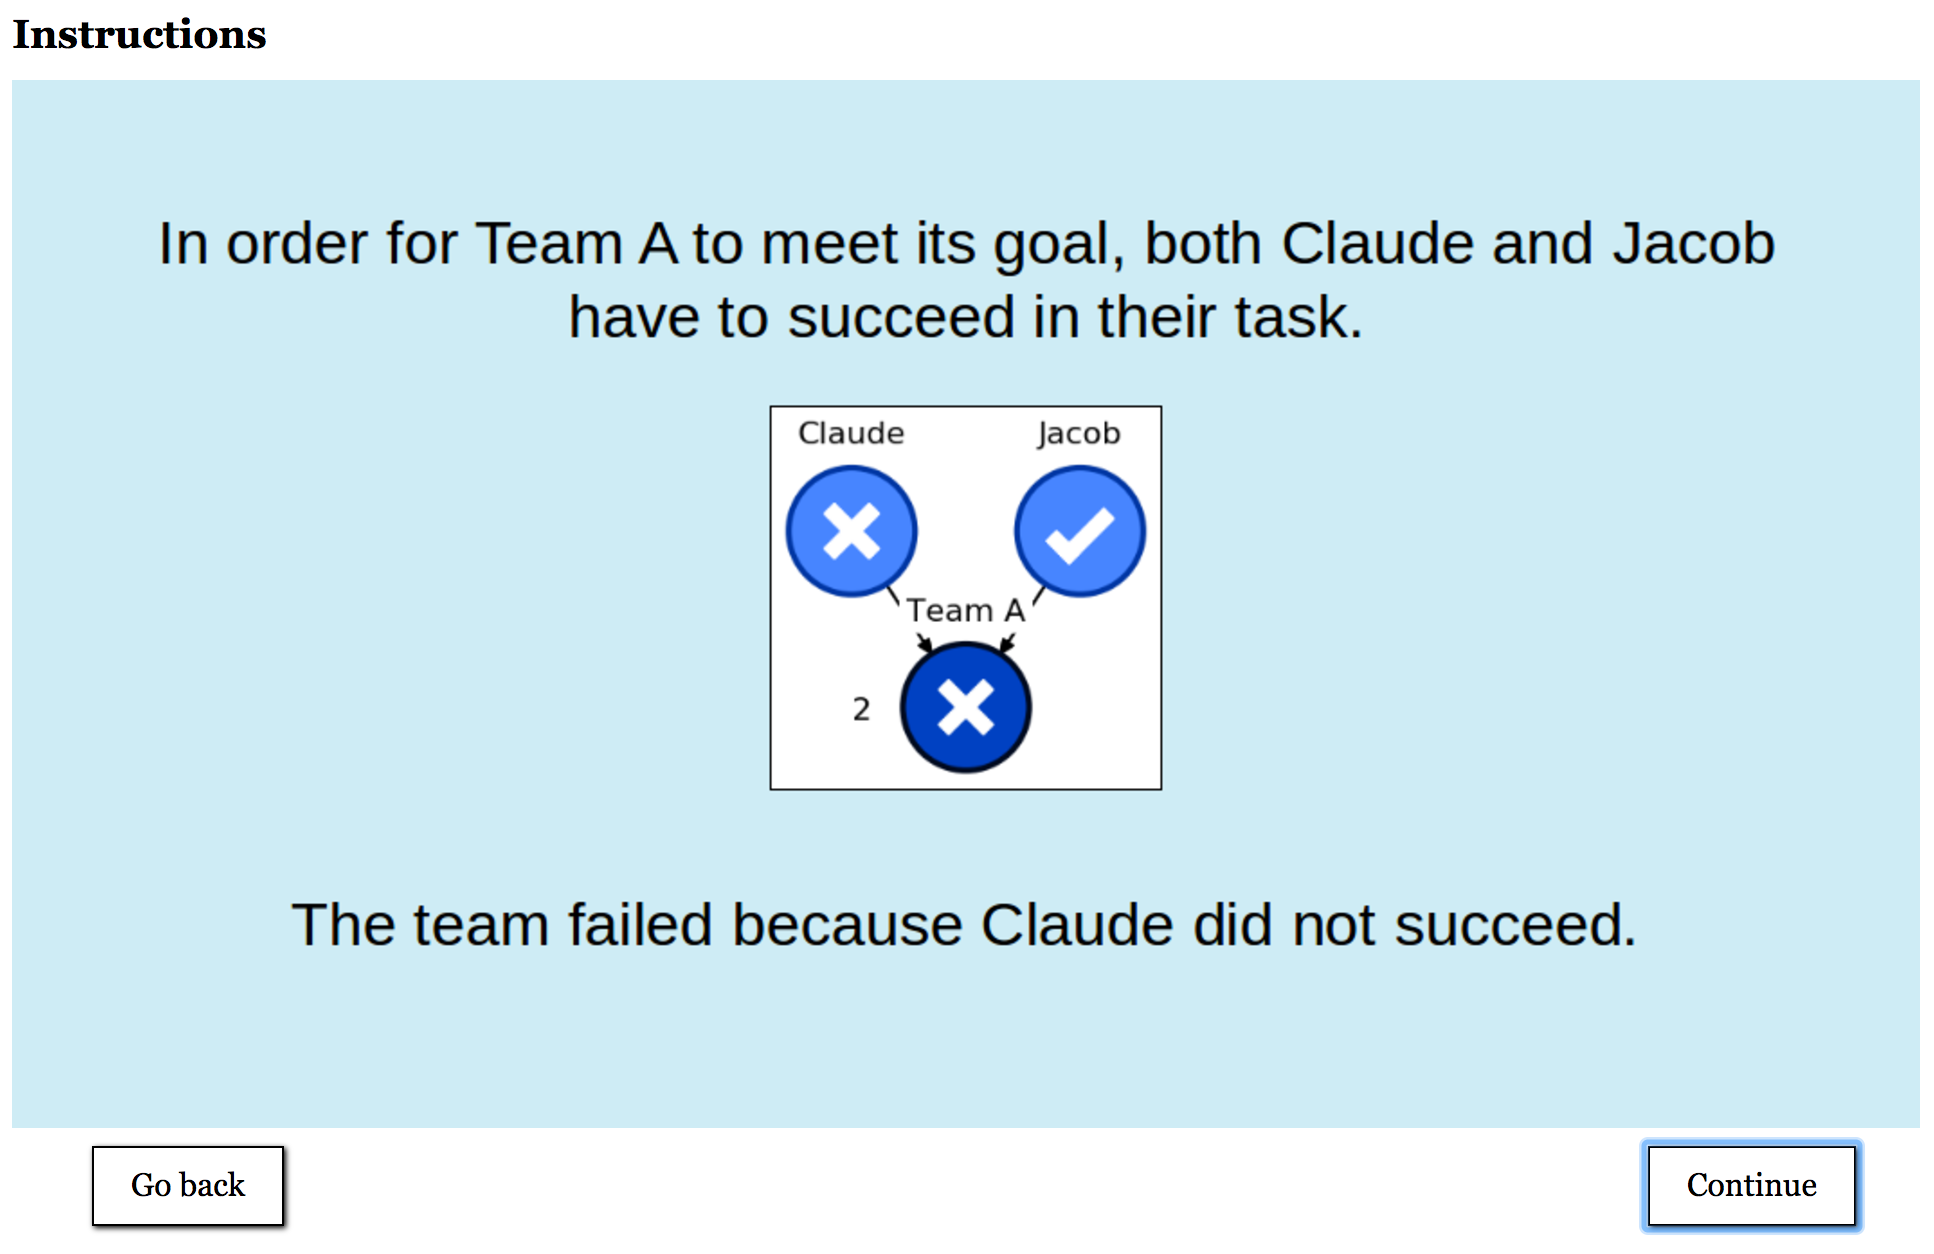 Instructions
In order for Team A to meet its goal, both Claude and Jacob
have to succeed in their task.
Claude Jacob
Team A
2
The team failed because Claude did not succeed.
Go back Continue